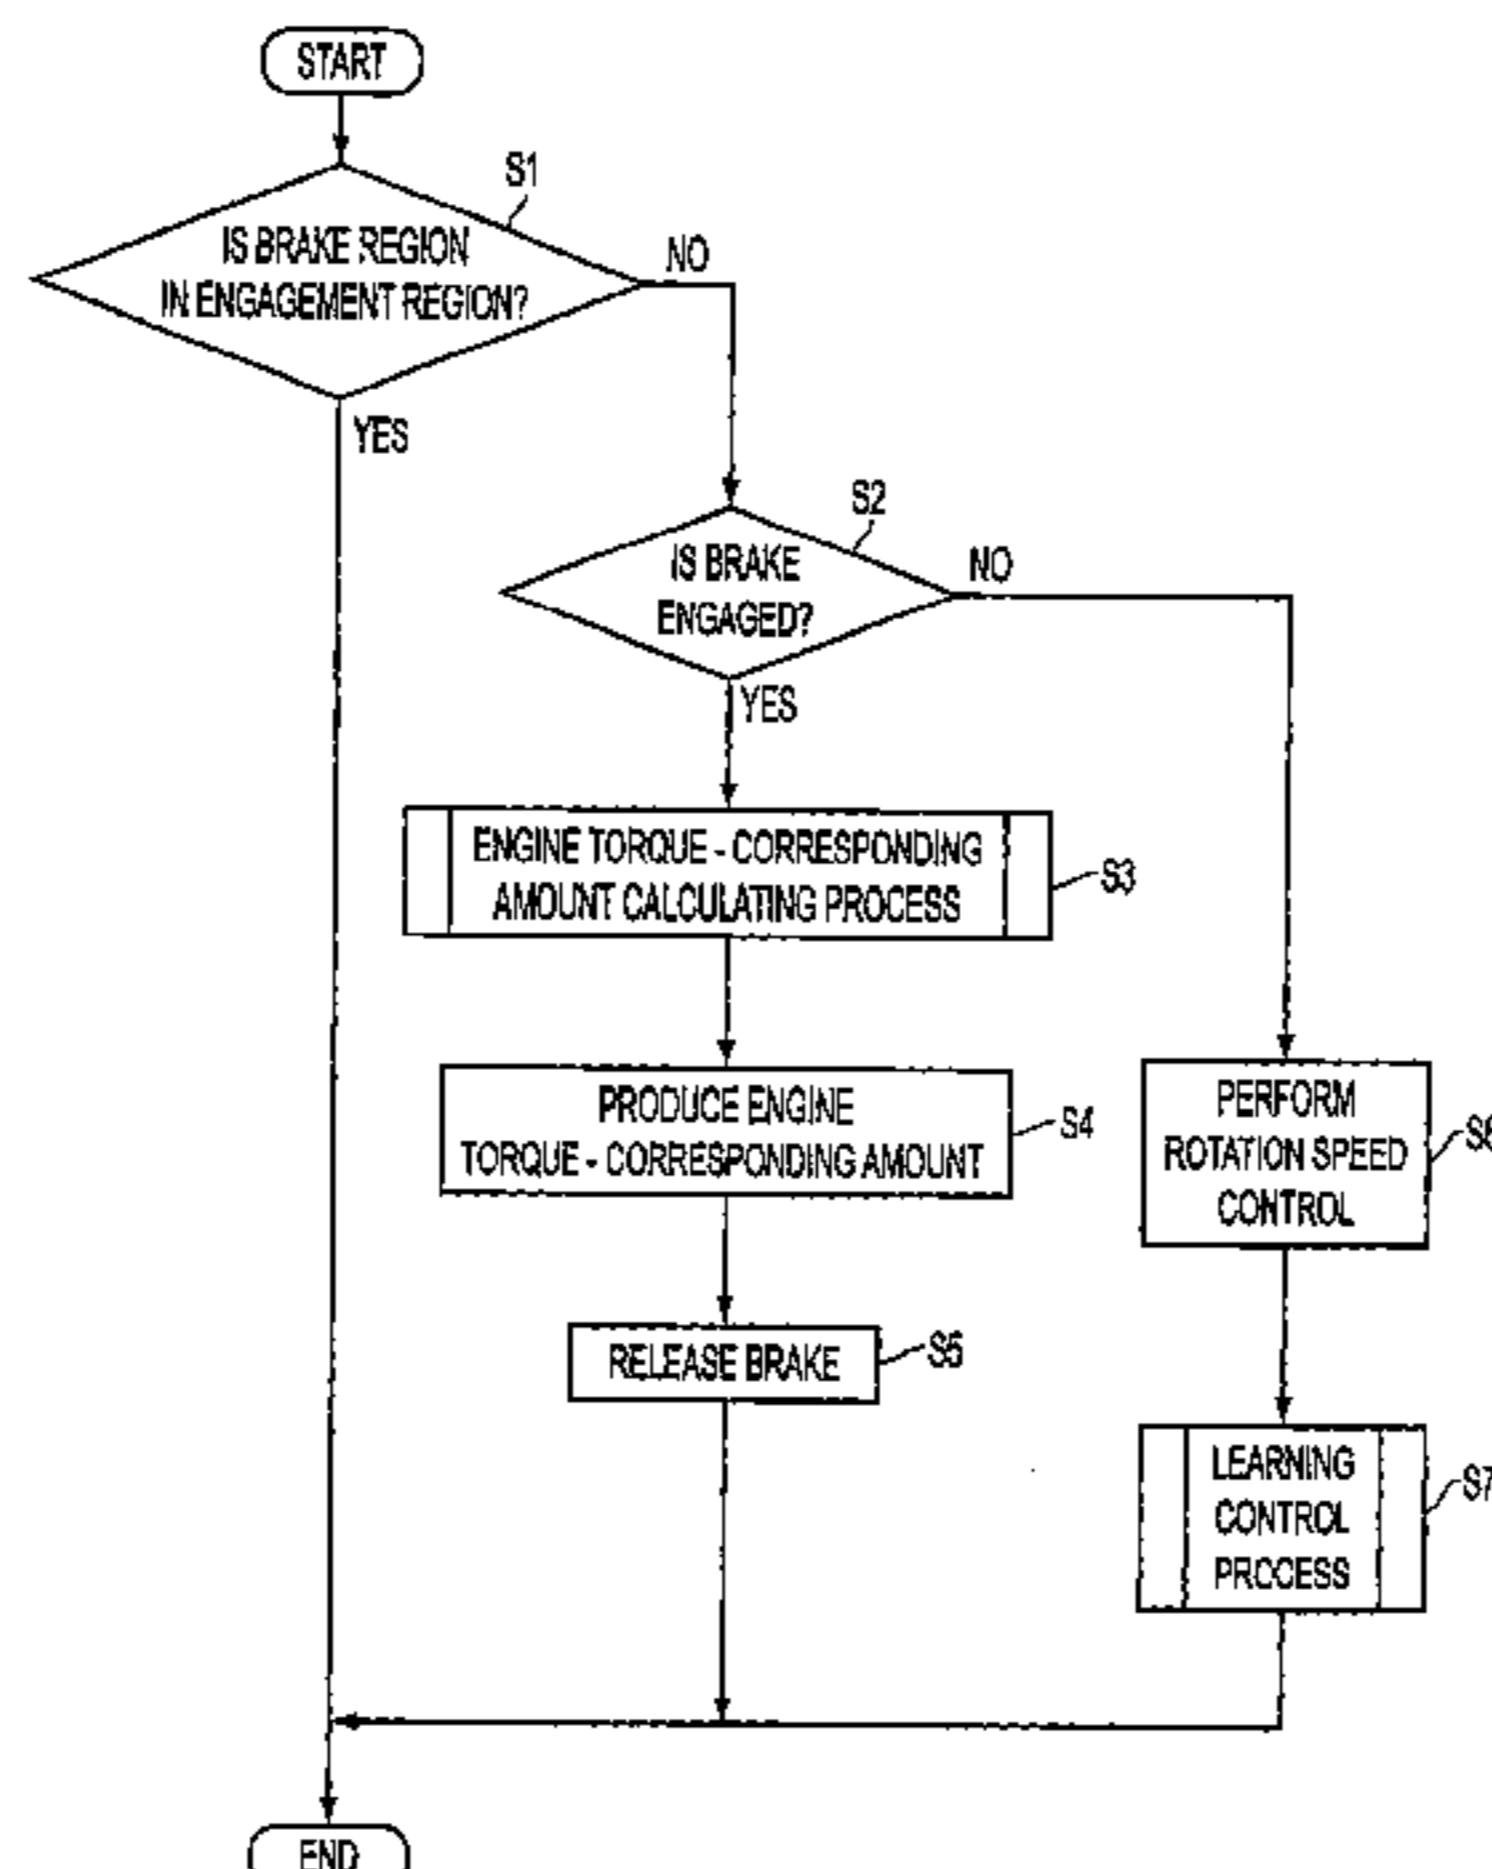 START
S1
IS BRAKE REGION
IN ENGAGEMENT REGION?
NO
YES
S2
IS BRAKE
ENGAGED?
NO
YES
ENGINE TORQUE - CORRESPONDING
AMOUNT CALCULATING PROCESS
S3
PRODUCE ENGINE
TORQUE - CORRESPONDING AMOUNT
S4
PERFORM
ROTATION SPEED
CONTROL
S6
RELEASE BRAKE
S5
LEARNING
CONTROL
PROCESS
S7
END